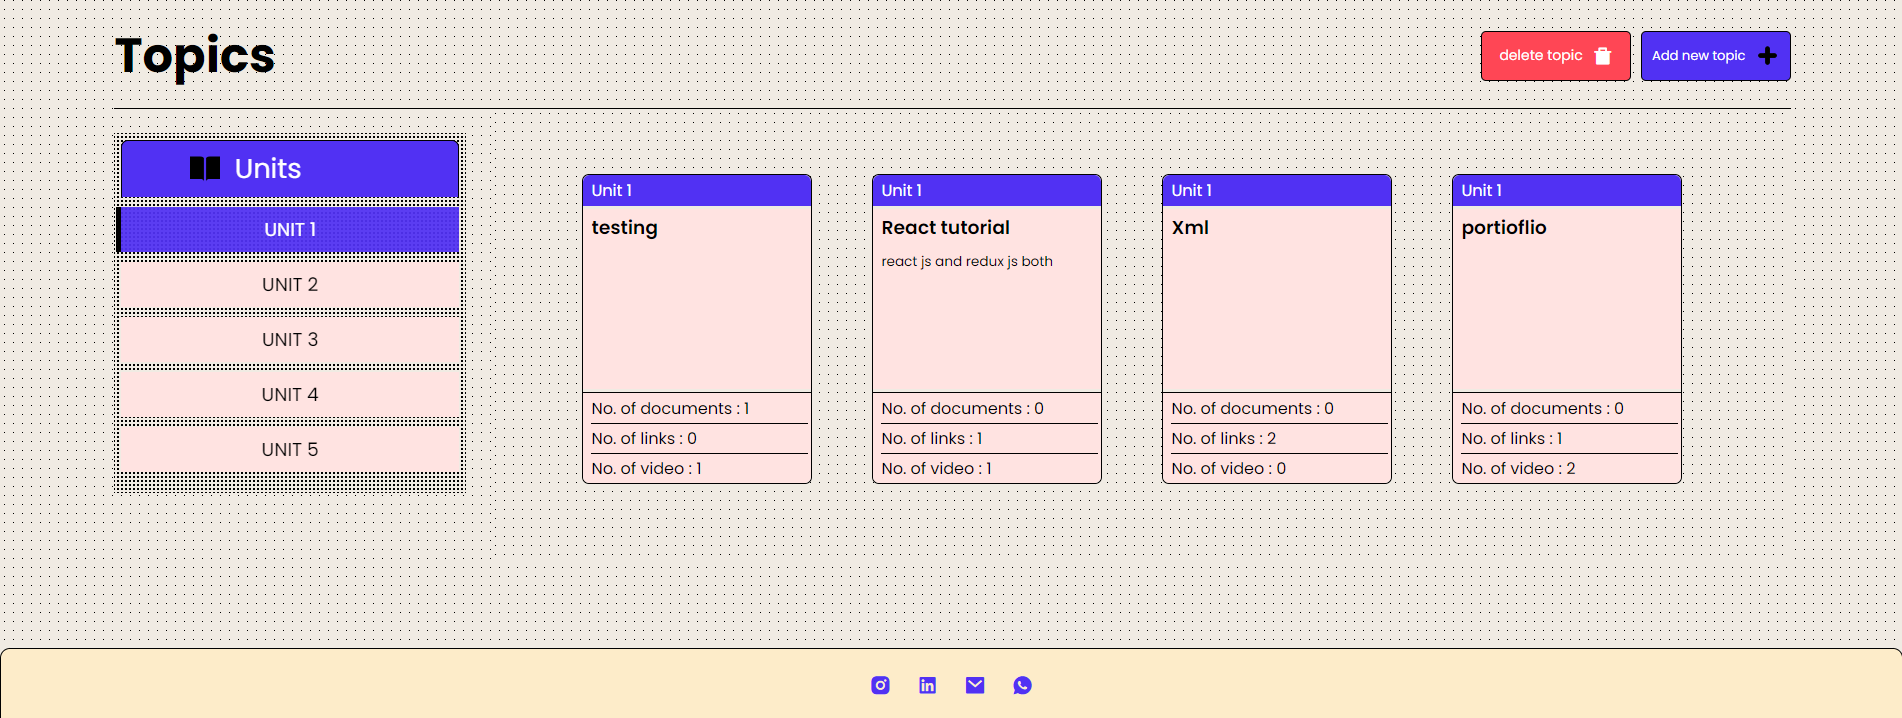 Topics
delete topic
Add new topic
Units
UNIT 1
UNIT 2
UNIT 3
UNIT 4
UNIT 5
Unit 1
testing
No. of documents : 1
No. of links : 0
No. of video : 1
Unit 1
React tutorial
react js and redux js both
No. of documents : 0
No. of links : 1
No. of video : 1
Unit 1
Xml
No. of documents : 0
No. of links : 2
No. of video : 0
Unit 1
portioflio
No. of documents : 0
No. of links : 1
No. of video : 2